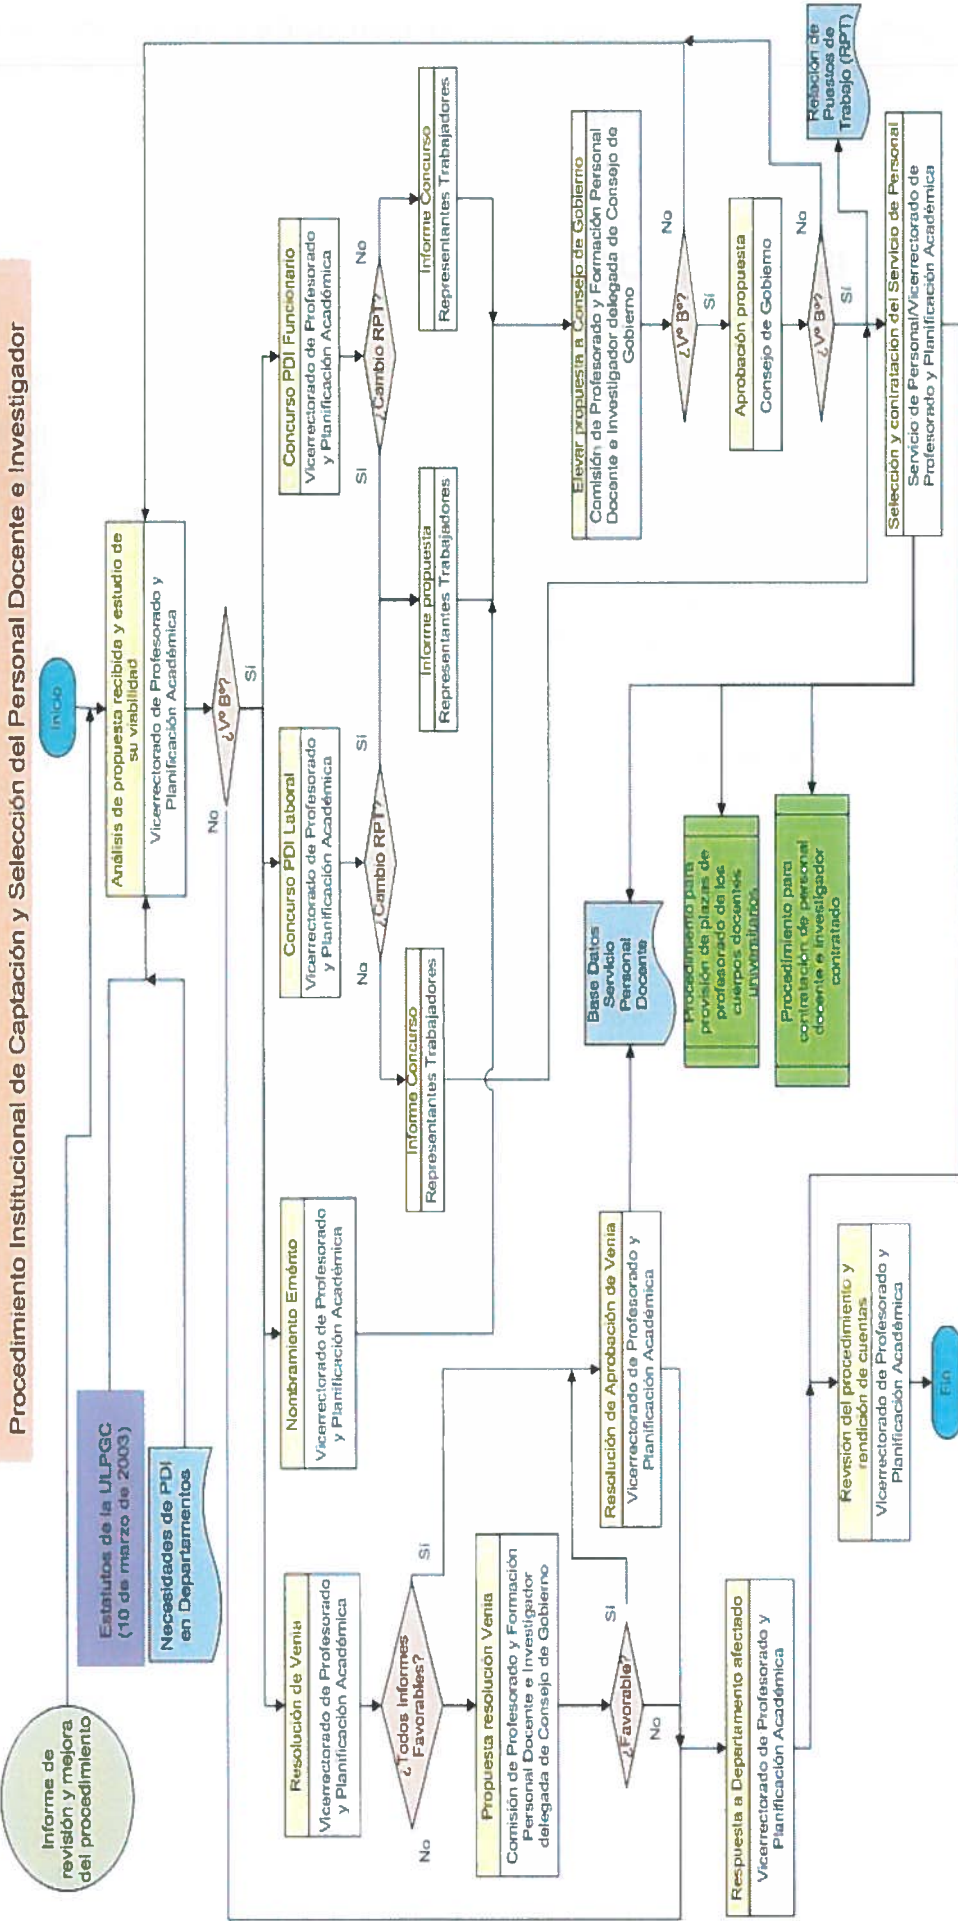 Procedimiento Institucional de Captación y Selección del Personal Docente e Investigador
Informe de
revisión y mejora
del procedimiento
Estatutos de la ULPGC
(10 de marzo de 2003)
Necesidades de PDI
en Departamentos
Inicio
Análisis de propuesta recibida y estudio de
su viabilidad
Vicerrectorado de Profesorado y
Planificación Académica
¿Vº Bº?
No
Sí
Resolución de Venia
Vicerrectorado de Profesorado
y Planificación Académica
Nombramiento Emérito
Vicerrectorado de Profesorado
y Planificación Académica
Concurso PDI Laboral
Vicerrectorado de Profesorado
y Planificación Académica
Concurso PDI Funcionario
Vicerrectorado de Profesorado
y Planificación Académica
¿Todos Informes
Favorables?
No
Sí
¿Cambio RPT?
No
Sí
¿Cambio RPT?
Sí
No
Informe Concurso
Representantes Trabajadores
Informe propuesta
Representantes Trabajadores
Informe Concurso
Representantes Trabajadores
Propuesta resolución Venia
Comisión de Profesorado y Formación
Personal Docente e Investigador
delegada de Consejo de Gobierno
¿Favorable?
Sí
No
Resolución de Aprobación de Venia
Vicerrectorado de Profesorado y
Planificación Académica
Base Datos
Servicio
Personal
Docente
Elevar propuesta a Consejo de Gobierno
Comisión de Profesorado y Formación Personal
Docente e Investigador delegada de Consejo de
Gobierno
¿Vº Bº?
No
Sí
Aprobación propuesta
Consejo de Gobierno
¿Vº Bº?
No
Sí
Relación de
Puestos de
Trabajo (RPT)
Procedimiento para
provisión de plazas de
profesorado de los
cuerpos docentes
universitarios
Procedimiento para
contratación de personal
docente e investigador
contratado
Selección y contratación del Servicio de Personal
Servicio de Personal/Vicerrectorado de
Profesorado y Planificación Académica
Respuesta a Departamento afectado
Vicerrectorado de Profesorado y
Planificación Académica
Revisión del procedimiento y
rendición de cuentas
Vicerrectorado de Profesorado y
Planificación Académica
Fin